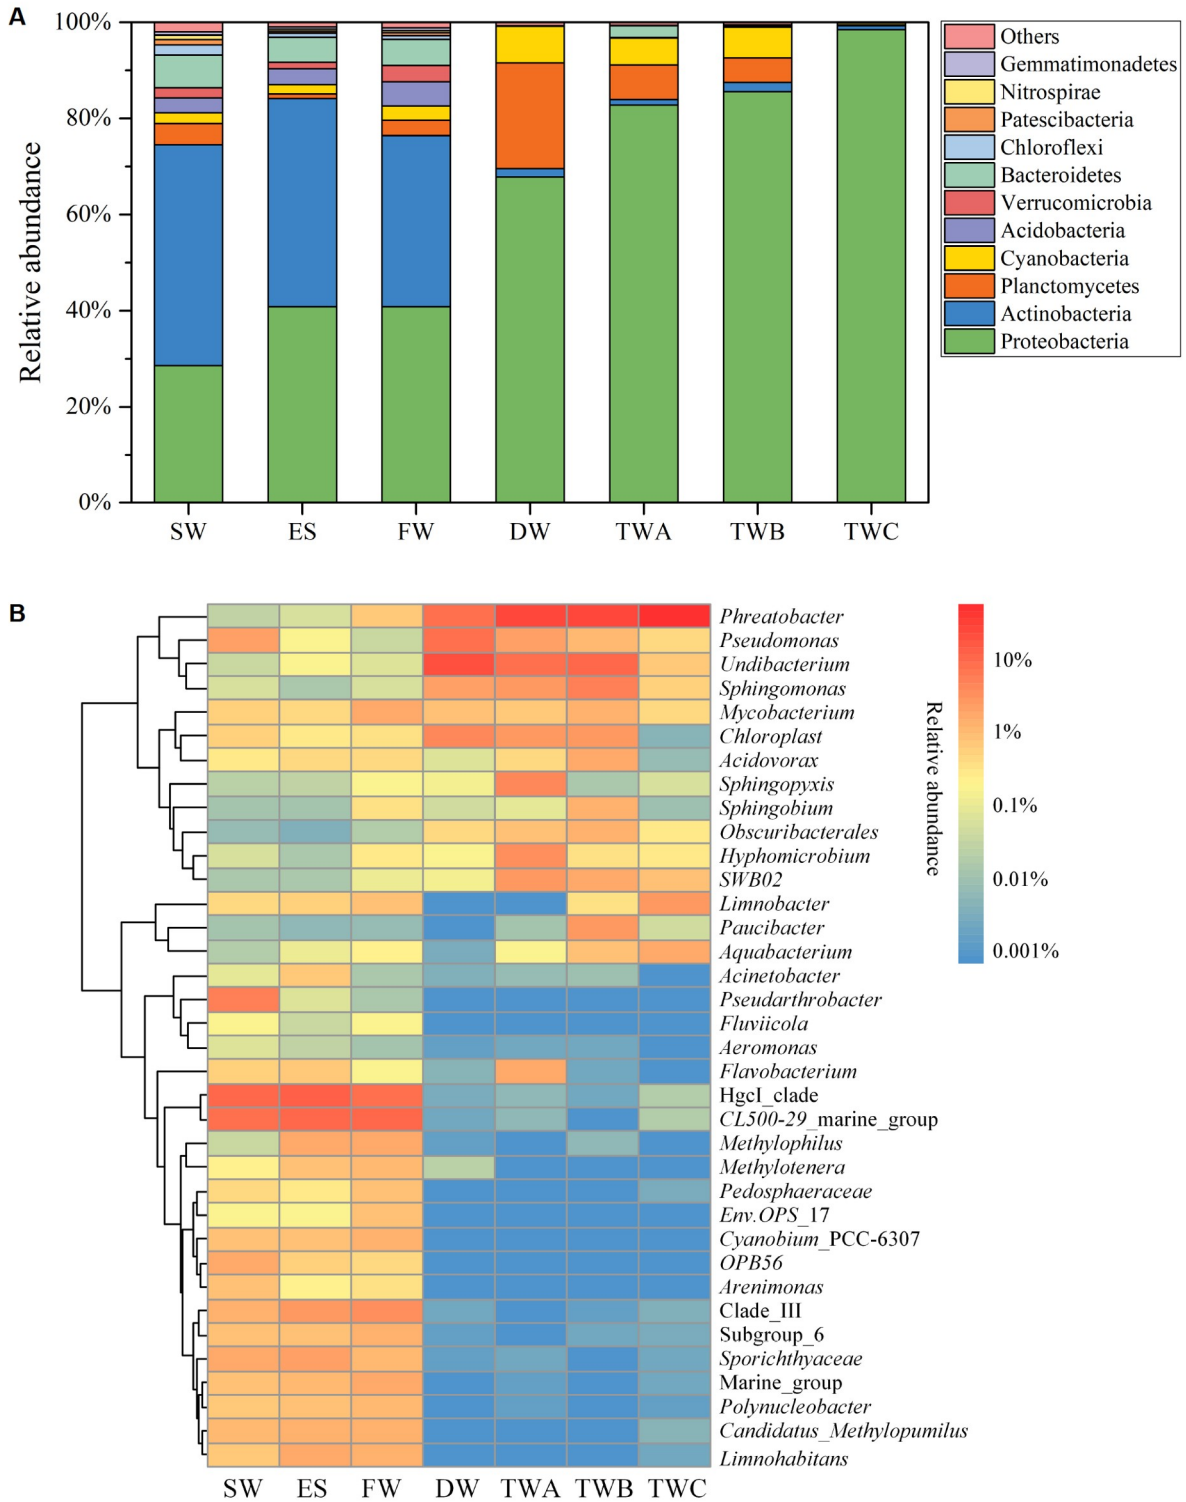 A
Relative abundance
100%
80%
60%
40%
20%
0%
SW ES FW DW TWA TWB TWC
Others
Gemmatimonadetes
Nitrospirae
Patescibacteria
Chloroflexi
Bacteroidetes
Verrucomicrobia
Acidobacteria
Cyanobacteria
Planctomycetes
Actinobacteria
Proteobacteria
B
Phreatobacter
Pseudomonas
Undibacterium
Sphingomonas
Mycobacterium
Chloroplast
Acidovorax
Sphingopyxis
Sphingobium
Obscuribacterales
Hyphomicrobium
SWB02
Limnobacter
Paucibacter
Aquabacterium
Acinetobacter
Pseudarthrobacter
Fluviicola
Aeromonas
Flavobacterium
HgcI_clade
CL500-29_marine_group
Methylophilus
Methylotenera
Pedosphaeraceae
Env.OPS_17
Cyanobium_PCC-6307
OPB56
Arenimonas
Clade_III
Subgroup_6
Sporichthyaceae
Marine_group
Polynucleobacter
Candidatus_Methylopumilus
Limnohabitans
SW ES FW DW TWA TWB TWC
Relative abundance
10%
1%
0.1%
0.01%
0.001%